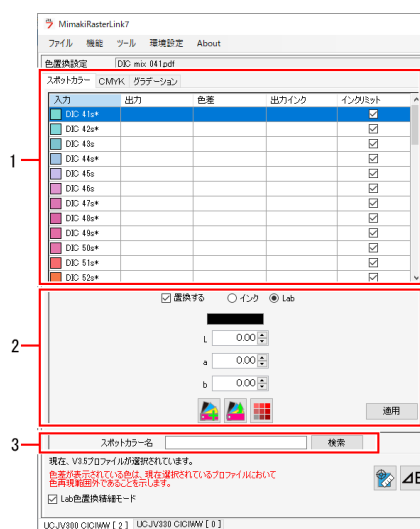 MimakiRasterLink7
ファイル 機能 ツール 環境設定 About
色置換設定 DIC mix 041.pdf
スポットカラー CMYK グラデーション
入力 出力 色差 出力インク インクリミット
DIC 41s*
DIC 42s*
DIC 43s
DIC 44s*
DIC 45s
DIC 46s
DIC 47s*
DIC 48s*
DIC 49s*
DIC 50s*
DIC 51s*
DIC 52s*
1
置換する インク Lab
L 0.00
a 0.00
b 0.00
適用
2
スポットカラー名 検索
3
現在、V3.5プロファイルが選択されています。
色差が表示されている色は、現在選択されているプロファイルにおいて
色再現範囲外であることを示します。
Lab色置換精細モード
UCJV300 CICIWW [ 2 ] UCJV300 CICIWW [ 0 ]